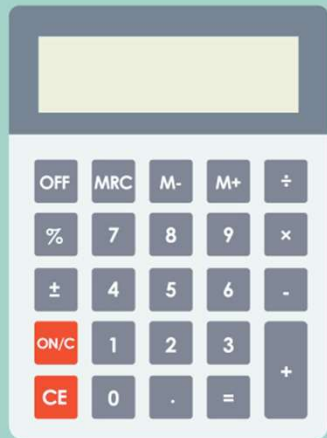 OFF MRC M- M+ ÷
% 7 8 9 ×
± 4 5 6 -
ON/C 1 2 3 +
CE 0 . =